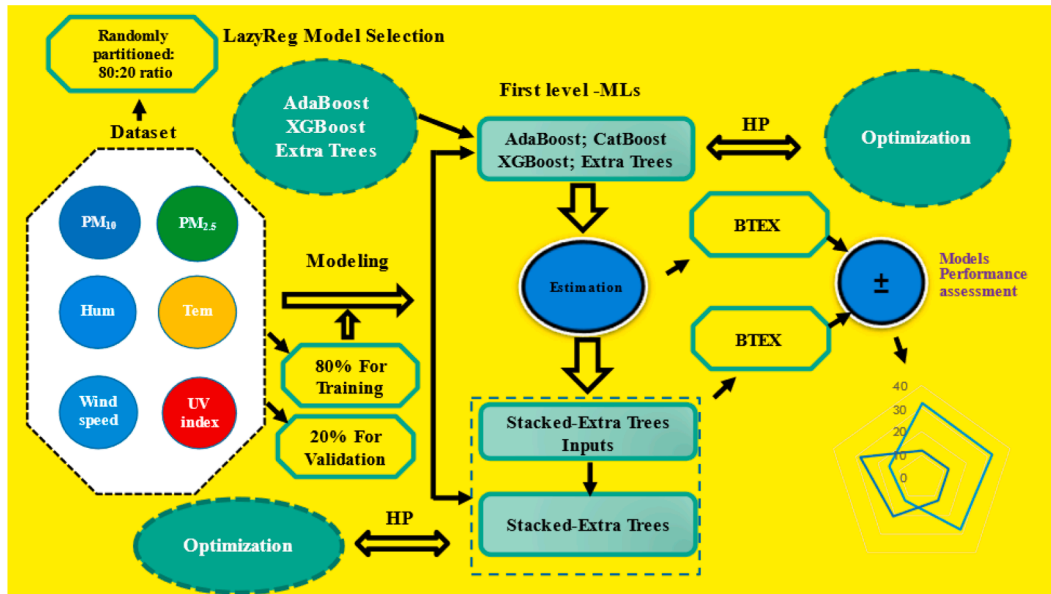 Randomly
partitioned:
80:20 ratio
LazyReg Model Selection
Dataset
AdaBoost
XGBoost
Extra Trees
First level -MLs
AdaBoost; CatBoost
XGBoost; Extra Trees
HP
Optimization
PM10
PM2.5
Hum
Tem
Wind
speed
UV
index
Modeling
80% For
Training
20% For
Validation
Estimation
BTEX
BTEX
±
Models
Performance
assessment
Stacked-Extra Trees
Inputs
Stacked-Extra Trees
HP
Optimization
40
30
20
10
0